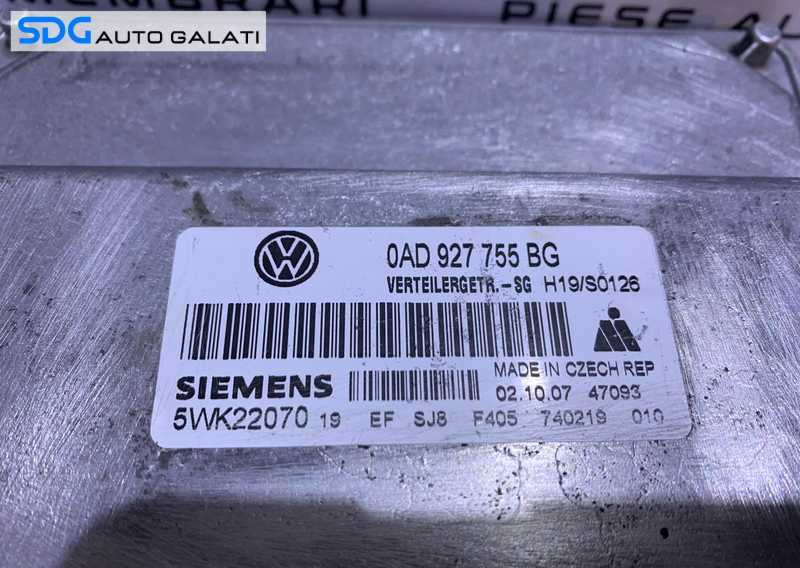 SDG AUTO GALATI
PIESE
0AD 927 755 BG
VERTEILERGETR.-SG H19/S0126
SIEMENS
MADE IN CZECH REP
02.10.07 47093
5WK22070 19 EF SJ8 F405 740219 010